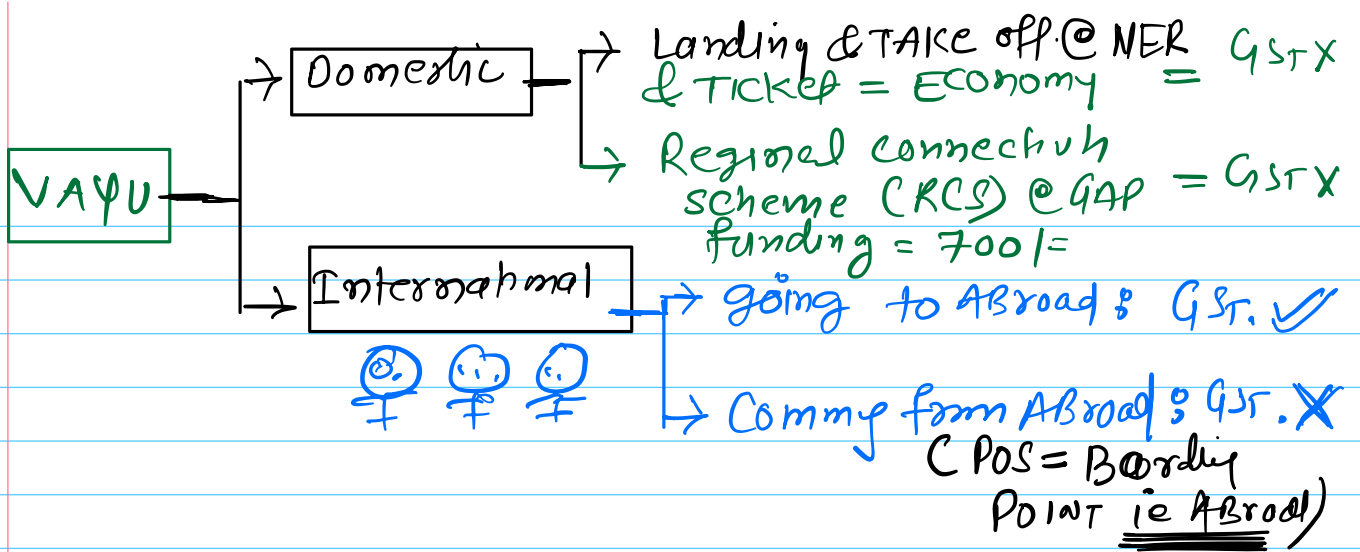 VAYU
Domestic
Landing & TAKE off @ NER
& TICKET = ECONOMY = GST X
Regional connectivity
scheme (RCS) @ GAP = GST X
funding = 700/=
International
going to ABroad : GST. ✓
Coming from ABroad : GST. X
(POS = Boarding
POINT ie ABroad)